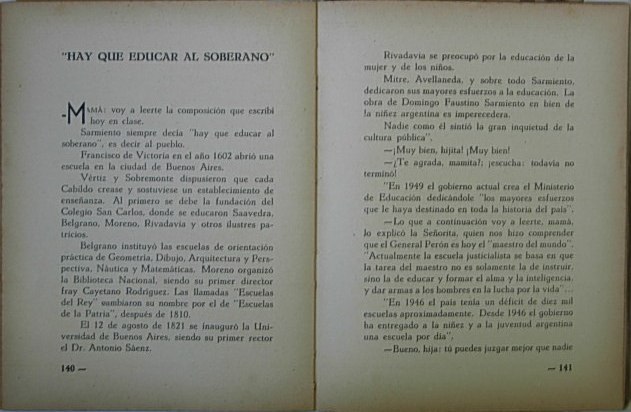 "HAY QUE EDUCAR AL SOBERANO"
-MAMÁ: voy a leerte la composición que escribí
hoy en clase.
Sarmiento siempre decía "hay que educar al
soberano", es decir al pueblo.
Francisco de Victoria en el año 1602 abrió una
escuela en la ciudad de Buenos Aires.
Vértiz y Sobremonte dispusieron que cada
Cabildo crease y sostuviese un establecimiento de
enseñanza. Al primero se debe la fundación del
Colegio San Carlos, donde se educaron Saavedra,
Belgrano, Moreno, Rivadavia y otros ilustres pa-
tricios.
Belgrano instituyó las escuelas de orientación
práctica de Geometría, Dibujo, Arquitectura y Pers-
pectiva, Náutica y Matemáticas. Moreno organizó
la Biblioteca Nacional, siendo su primer director
fray Cayetano Rodríguez. Las llamadas "Escuelas
del Rey" cambiaron su nombre por el de "Escuelas
de la Patria", después de 1810.
El 12 de agosto de 1821 se inauguró la Uni-
versidad de Buenos Aires, siendo su primer rector
el Dr. Antonio Sáenz.
140 —
Rivadavia se preocupó por la educación de la
mujer y de los niños.
Mitre, Avellaneda, y sobre todo Sarmiento,
dedicaron sus mayores esfuerzos a la educación. La
obra de Domingo Faustino Sarmiento en bien de
la niñez argentina es imperecedera.
Nadie como él sintió la gran inquietud de la
cultura pública".
—¡Muy bien, hijita! ¡Muy bien!
—¿Te agrada, mamita?; ¡escucha: todavía no
terminó!
"En 1949 el gobierno actual crea el Ministerio
de Educación dedicándole "los mayores esfuerzos
que le haya destinado en toda la historia del país".
—Lo que a continuación voy a leerte, mamá,
lo explicó la Señorita, quien nos hizo comprender
que el General Perón es hoy el "maestro del mundo".
"Actualmente la escuela justicialista se basa en que
la tarea del maestro no es solamente la de instruir,
sino la de educar y formar el alma y la inteligencia,
y dar armas a los hombres en la lucha por la vida"...
"En 1946 el país tenía un déficit de diez mil
escuelas aproximadamente. Desde 1946 el gobierno
ha entregado a la niñez y a la juventud argentina
una escuela por día".
—Bueno, hija: tú puedes juzgar mejor que nadie
— 141